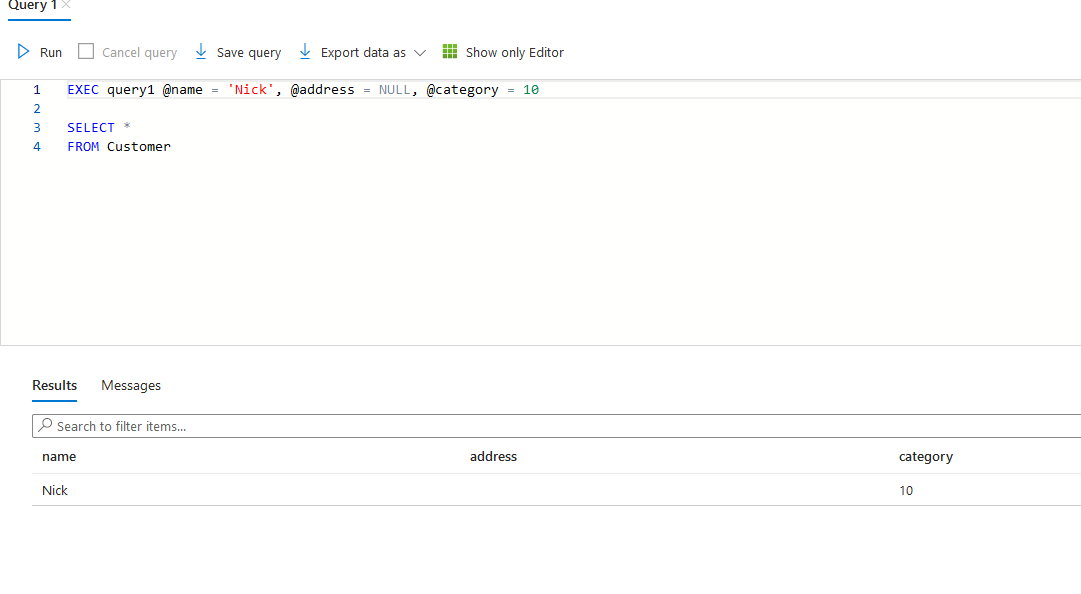 Query 1
Run Cancel query Save query Export data as Show only Editor
1 EXEC query1 @name = 'Nick', @address = NULL, @category = 10
2
3 SELECT *
4 FROM Customer
Results Messages
Search to filter items...
name address category
Nick 10